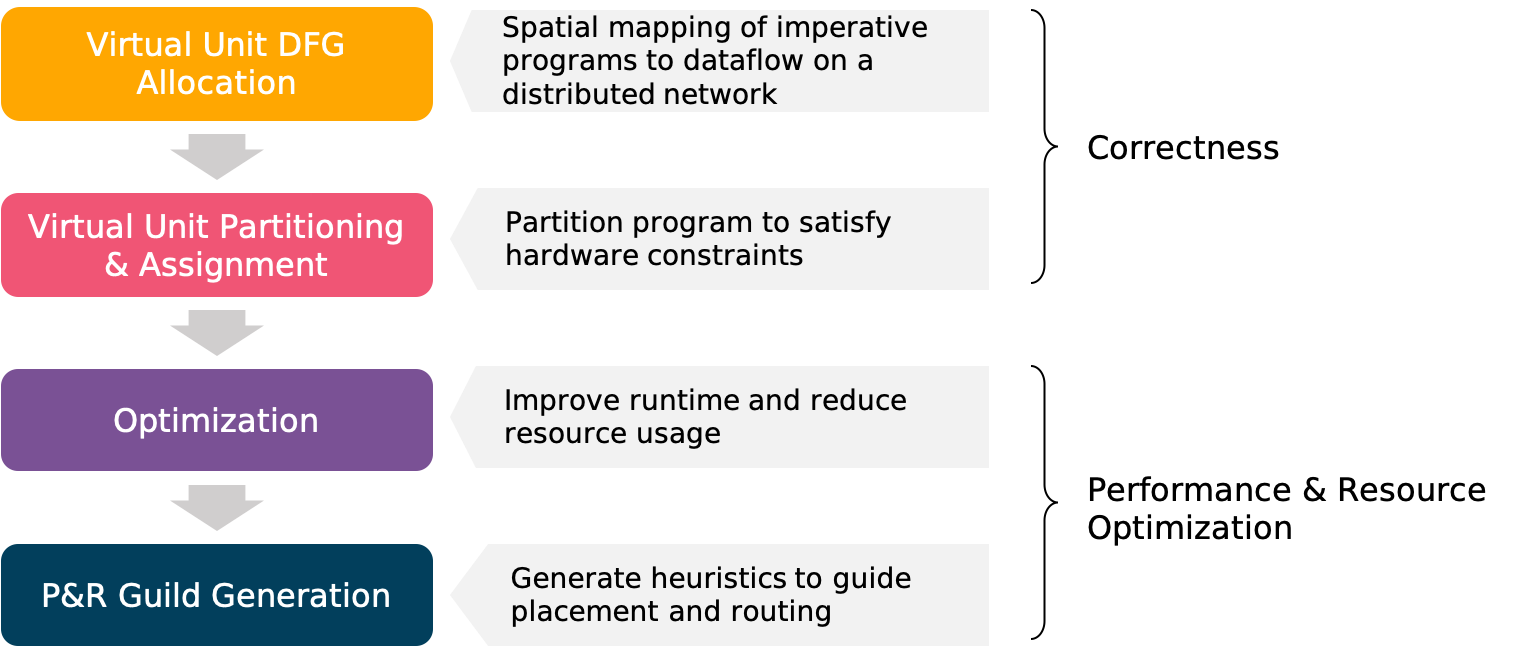 Virtual Unit DFG
Allocation
Spatial mapping of imperative
programs to dataflow on a
distributed network
Correctness
Virtual Unit Partitioning
& Assignment
Partition program to satisfy
hardware constraints
Optimization
Improve runtime and reduce
resource usage
Performance & Resource
Optimization
P&R Guild Generation
Generate heuristics to guide
placement and routing